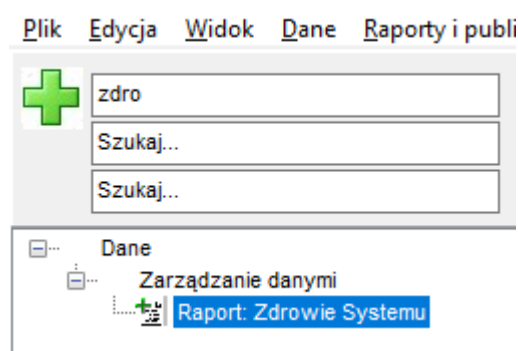 Plik Edycja Widok Dane Raporty i publi
zdro
Szukaj...
Szukaj...
Dane
Zarządzanie danymi
Raport: Zdrowie Systemu